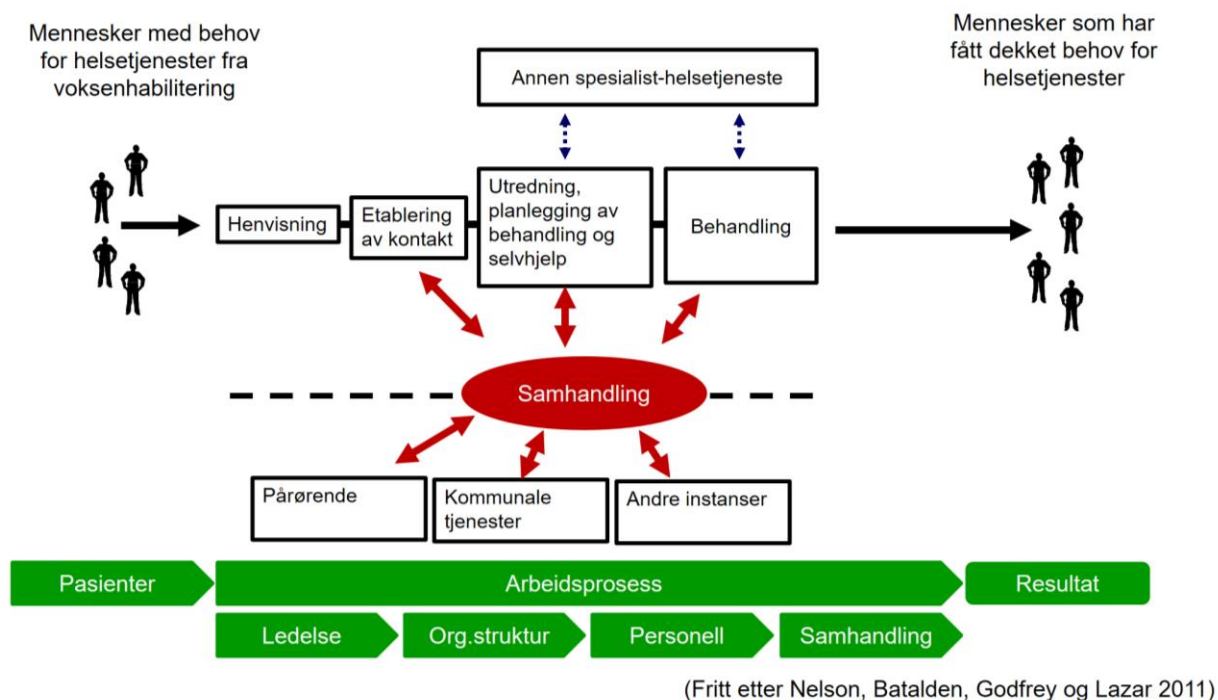 Mennesker med behov
for helsetjenester fra
voksenhabilitering
Mennesker som har
fått dekket behov for
helsetjenester
Annen spesialist-helsetjeneste
Henvisning
Etablering
av kontakt
Utredning,
planlegging av
behandling og
selvhjelp
Behandling
Samhandling
Pårørende
Kommunale
tjenester
Andre instanser
Pasienter
Arbeidsprosess
Resultat
Ledelse
Org.struktur
Personell
Samhandling
(Fritt etter Nelson, Batalden, Godfrey og Lazar 2011)